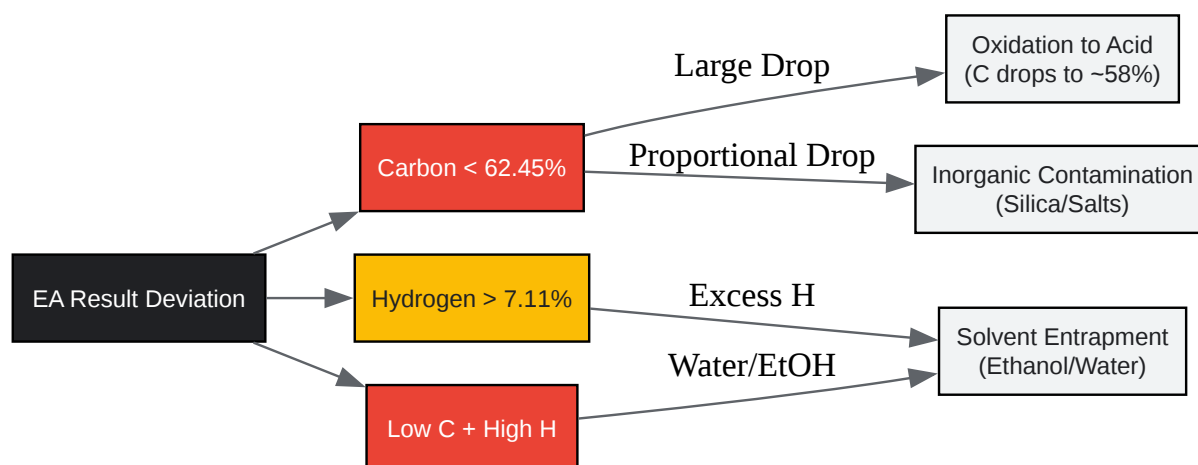 EA Result Deviation
Carbon < 62.45%
Hydrogen > 7.11%
Low C + High H
Large Drop
Proportional Drop
Excess H
Water/EtOH
Oxidation to Acid
(C drops to ~58%)
Inorganic Contamination
(Silica/Salts)
Solvent Entrapment
(Ethanol/Water)